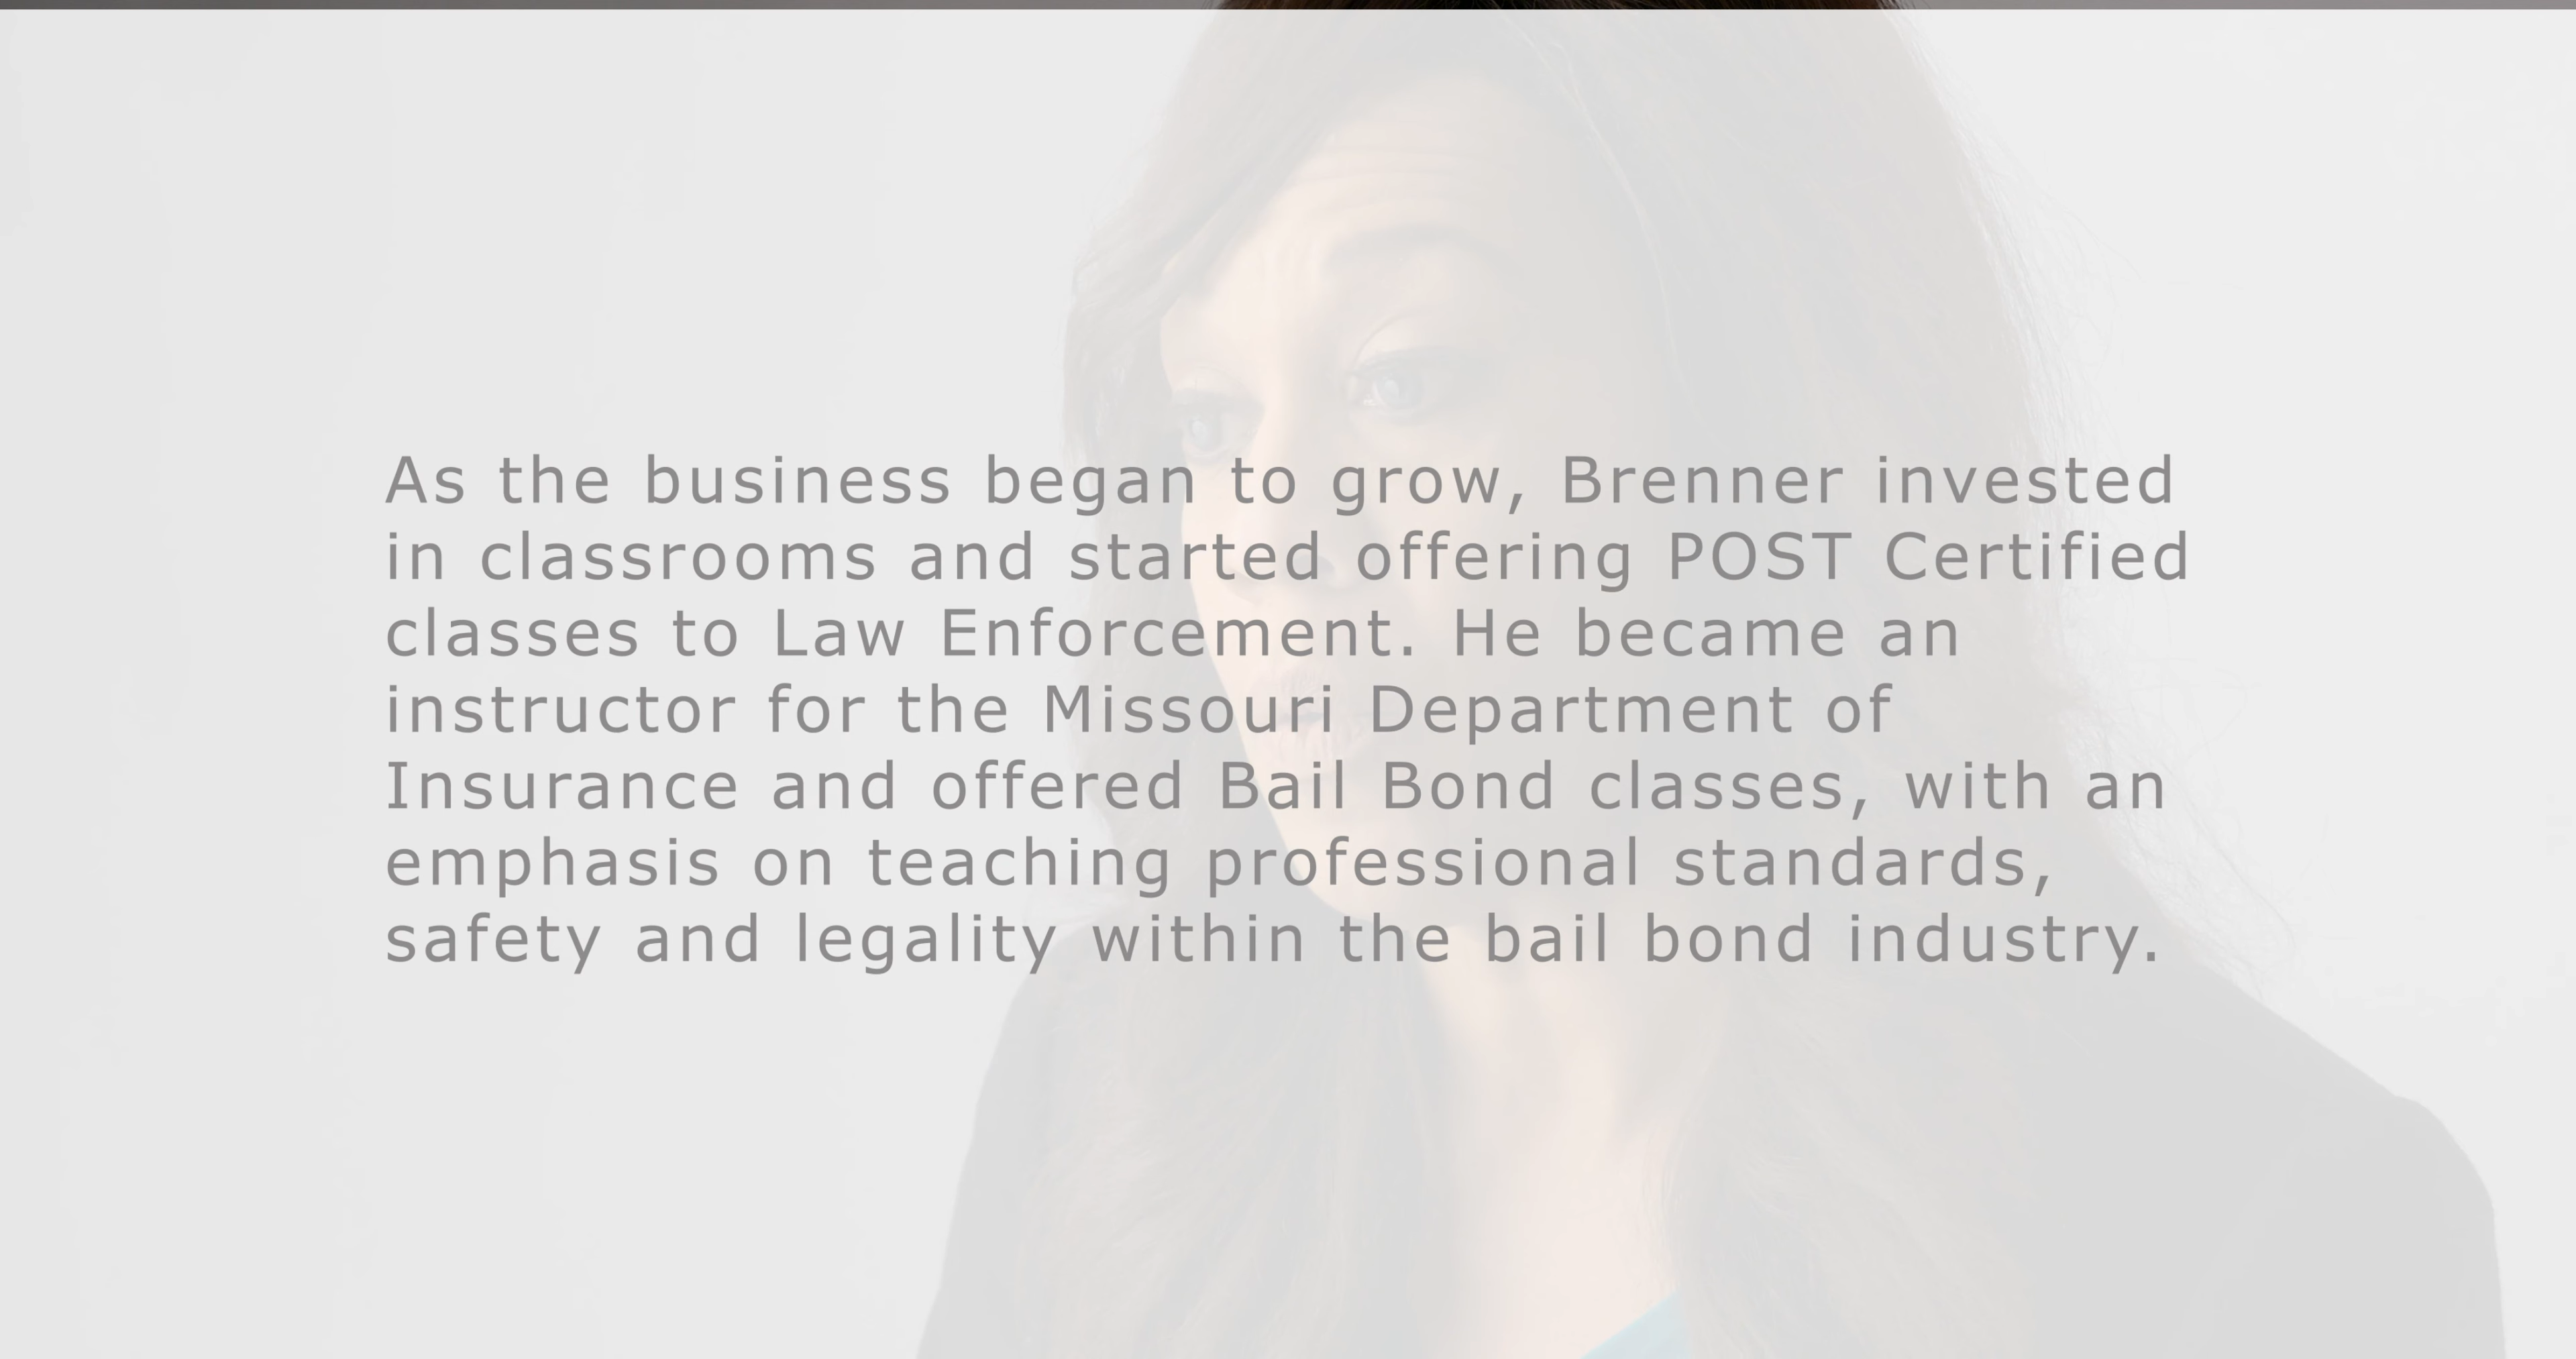 As the business began to grow, Brenner invested
in classrooms and started offering POST Certified
classes to Law Enforcement. He became an
instructor for the Missouri Department of
Insurance and offered Bail Bond classes, with an
emphasis on teaching professional standards,
safety and legality within the bail bond industry.